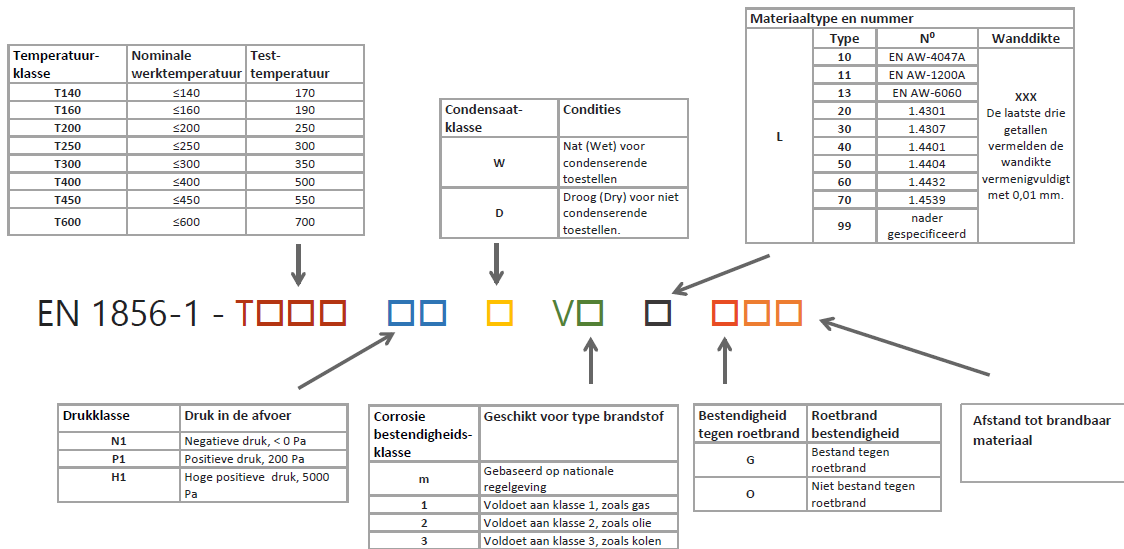 Materiaaltype en nummer
Type N⁰ Wanddikte
L
10 EN AW-4047A
11 EN AW-1200A
13 EN AW-6060
20 1.4301
30 1.4307
40 1.4401
50 1.4404
60 1.4432
70 1.4539
99 nader
gespecificeerd
XXX
De laatste drie
getallen
vermelden de
wandikte
vermenigvuldigt
met 0,01 mm.
Temperatuur-
klasse
Nominale
werktemperatuur
Test-
temperatuur
T140 ≤140 170
T160 ≤160 190
T200 ≤200 250
T250 ≤250 300
T300 ≤300 350
T400 ≤400 500
T450 ≤450 550
T600 ≤600 700
Condensaat-
klasse
Condities
W
Nat (Wet) voor
condenserende
toestellen
D
Droog (Dry) voor niet
condenserende
toestellen.
EN 1856-1 - T□□□ □□ □ V□ □ □□□
Drukklasse Druk in de afvoer
N1 Negatieve druk, < 0 Pa
P1 Positieve druk, 200 Pa
H1 Hoge positieve druk, 5000
Pa
Corrosie
bestendigheids-
klasse
Geschikt voor type brandstof
m
Gebaseerd op nationale
regelgeving
1 Voldoet aan klasse 1, zoals gas
2 Voldoet aan klasse 2, zoals olie
3 Voldoet aan klasse 3, zoals kolen
Bestendigheid
tegen roetbrand
Roetbrand
bestendigheid
G
Bestand tegen
roetbrand
O
Niet bestand tegen
roetbrand
Afstand tot brandbaar
materiaal